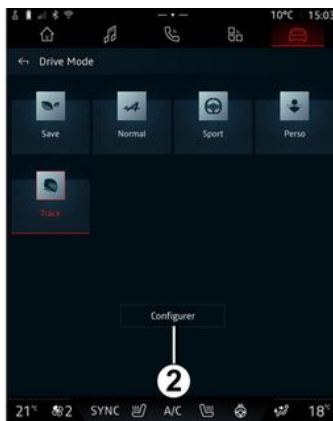 10°C 15:03
Drive Mode
Save Normal Sport Perso
Track
Configurer
2
21° 2 SYNC A/C 18°